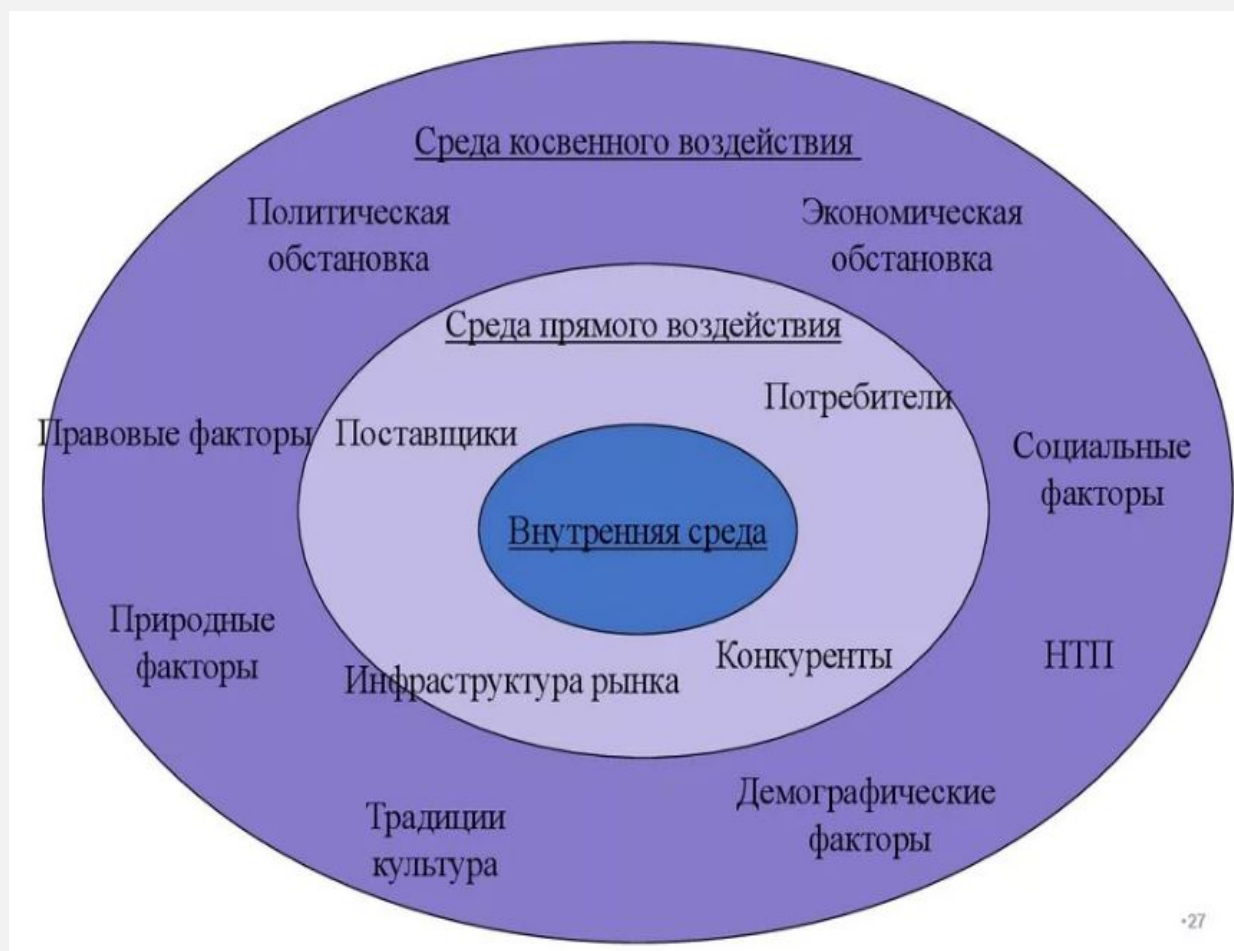 Среда косвенного воздействия
Политическая
обстановка
Экономическая
обстановка
Среда прямого воздействия
Потребители
Правовые факторы
Поставщики
Социальные
факторы
Внутренняя среда
Природные
факторы
Инфраструктура рынка
Конкуренты
НТП
Традиции
культура
Демографические
факторы
•27